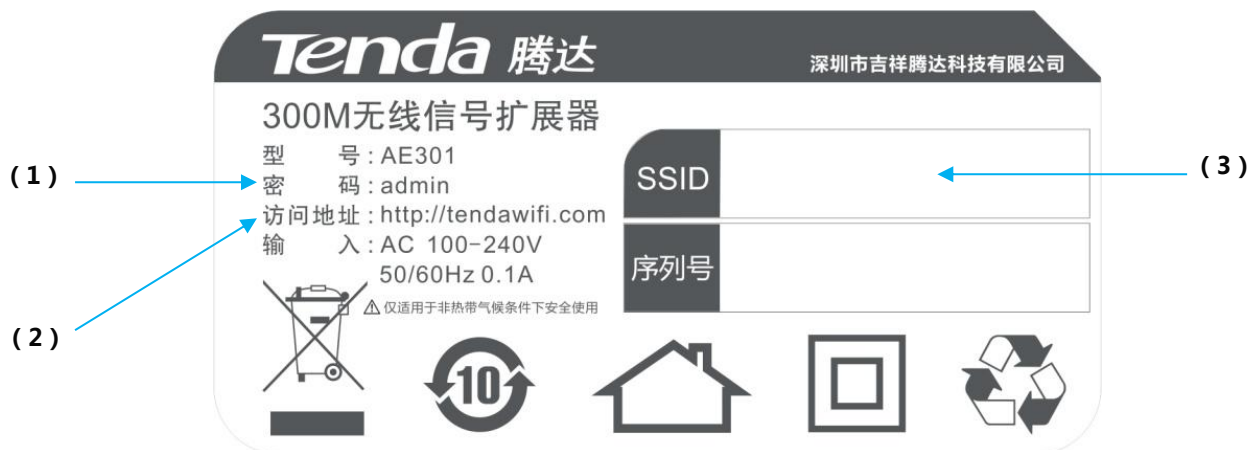 Tenda 腾达
深圳市吉祥腾达科技有限公司
300M无线信号扩展器
型 号:AE301
密 码:admin
访问地址:http://tendawifi.com
输 入:AC 100-240V
50/60Hz 0.1A
⚠ 仅适用于非热带气候条件下安全使用
SSID
序列号
(1)
(2)
(3)
10